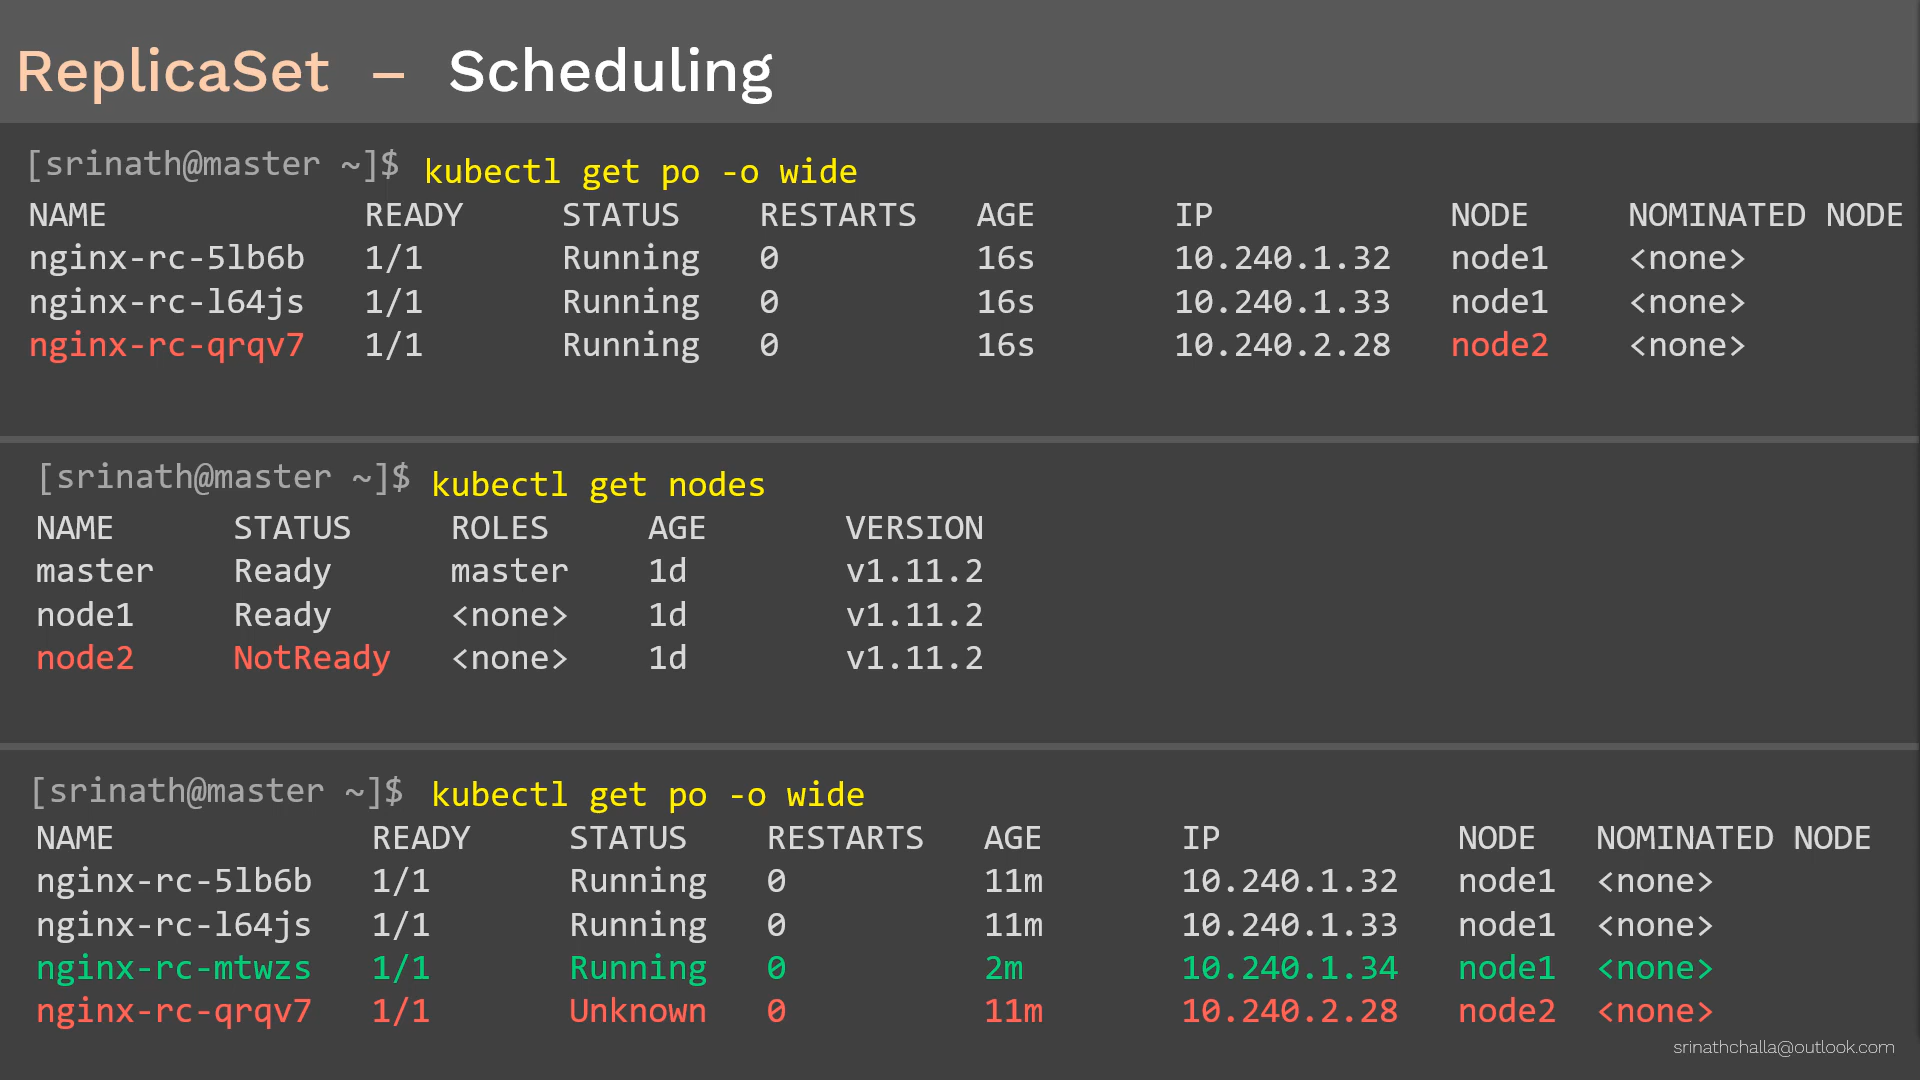 ReplicaSet – Scheduling
[srinath@master ~]$ kubectl get po -o wide
NAME READY STATUS RESTARTS AGE IP NODE NOMINATED NODE
nginx-rc-5lb6b 1/1 Running 0 16s 10.240.1.32 node1 <none>
nginx-rc-l64js 1/1 Running 0 16s 10.240.1.33 node1 <none>
nginx-rc-qrqv7 1/1 Running 0 16s 10.240.2.28 node2 <none>
[srinath@master ~]$ kubectl get nodes
NAME STATUS ROLES AGE VERSION
master Ready master 1d v1.11.2
node1 Ready <none> 1d v1.11.2
node2 NotReady <none> 1d v1.11.2
[srinath@master ~]$ kubectl get po -o wide
NAME READY STATUS RESTARTS AGE IP NODE NOMINATED NODE
nginx-rc-5lb6b 1/1 Running 0 11m 10.240.1.32 node1 <none>
nginx-rc-l64js 1/1 Running 0 11m 10.240.1.33 node1 <none>
nginx-rc-mtwzs 1/1 Running 0 2m 10.240.1.34 node1 <none>
nginx-rc-qrqv7 1/1 Unknown 0 11m 10.240.2.28 node2 <none>
srinathchalla@outlook.com